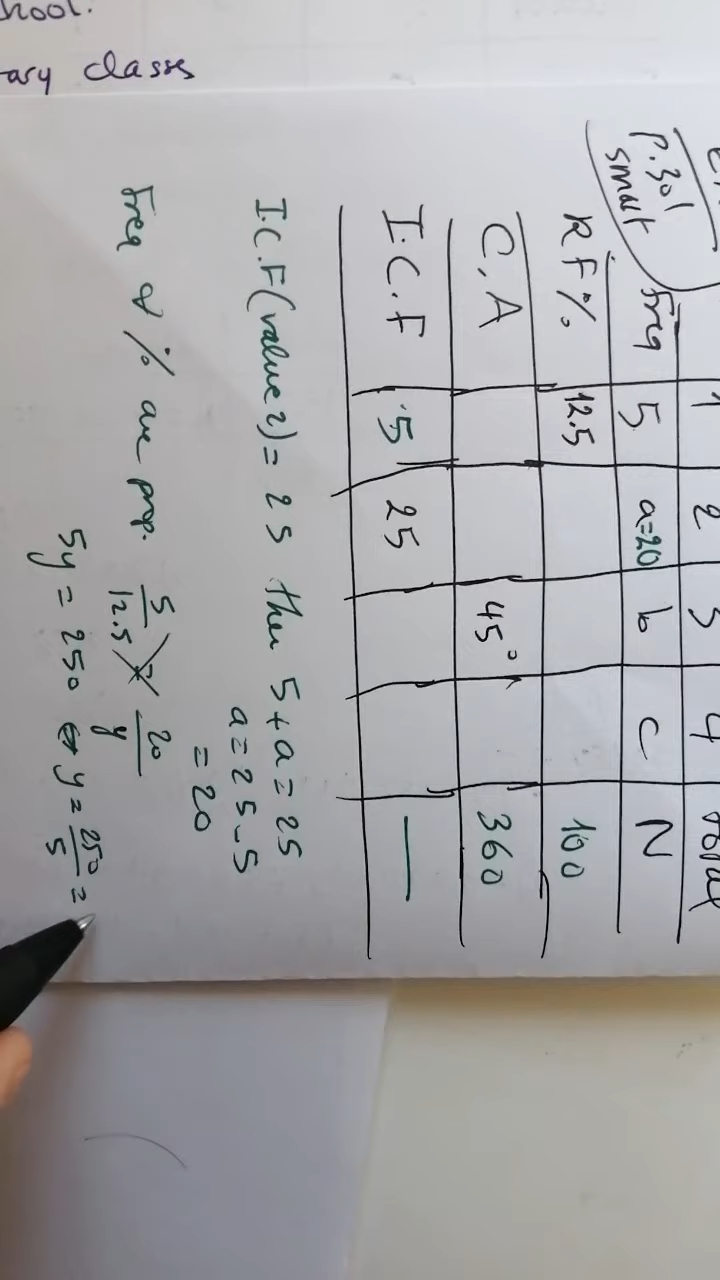 hool.
ary classes
P.301
smart
1 2 3 4 Total
freq 5 a=20 b c N
RF% 12.5 100
C.A 45° 360
I.C.F 5 25 —
I.C.F (value 2) = 25 then 5 + a = 25
a = 25 - 5
= 20
freq & % are prop. 5/12.5 = 20/y
5y = 250 ⇔ y = 250/5 =